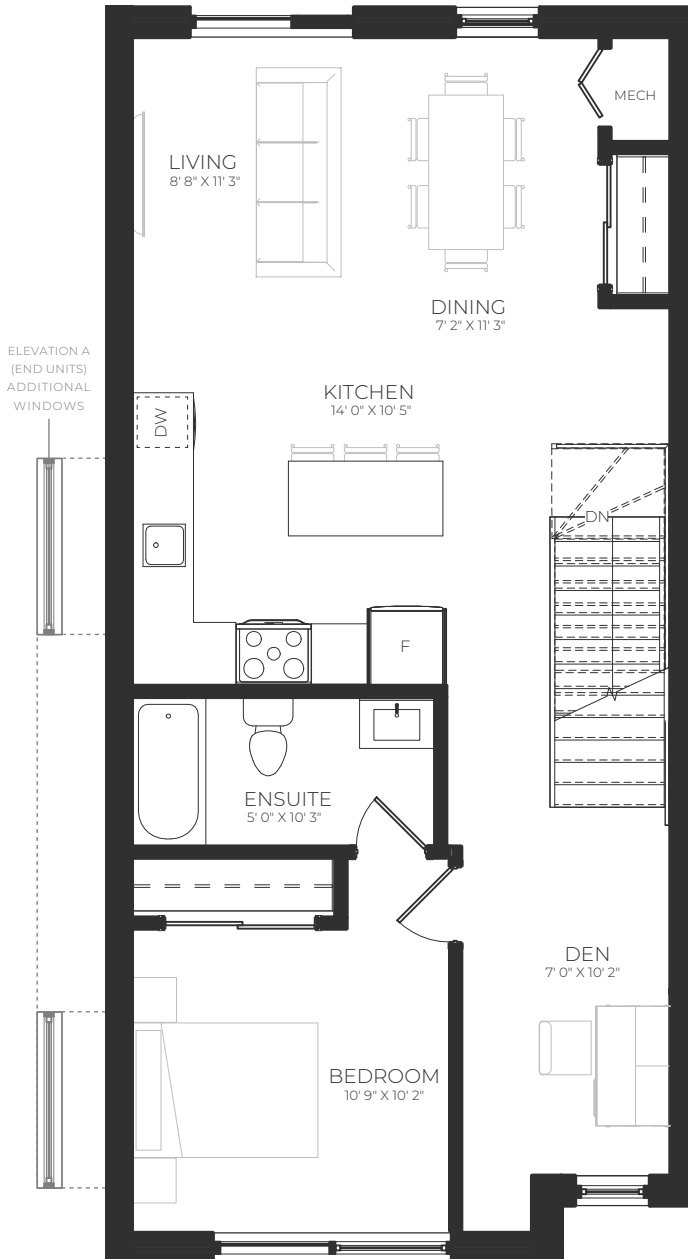 MECH
LIVING
8' 8" X 11' 3"
DINING
7' 2" X 11' 3"
ELEVATION A
(END UNITS)
ADDITIONAL
WINDOWS
KITCHEN
14' 0" X 10' 5"
DW
DN
F
ENSUITE
5' 0" X 10' 3"
DEN
7' 0" X 10' 2"
BEDROOM
10' 9" X 10' 2"